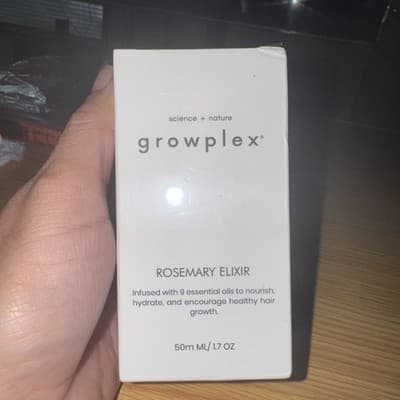 science + nature
growplex®
ROSEMARY ELIXIR
Infused with 9 essential oils to nourish,
hydrate, and encourage healthy hair
growth.
50m ML/ 1.7 OZ